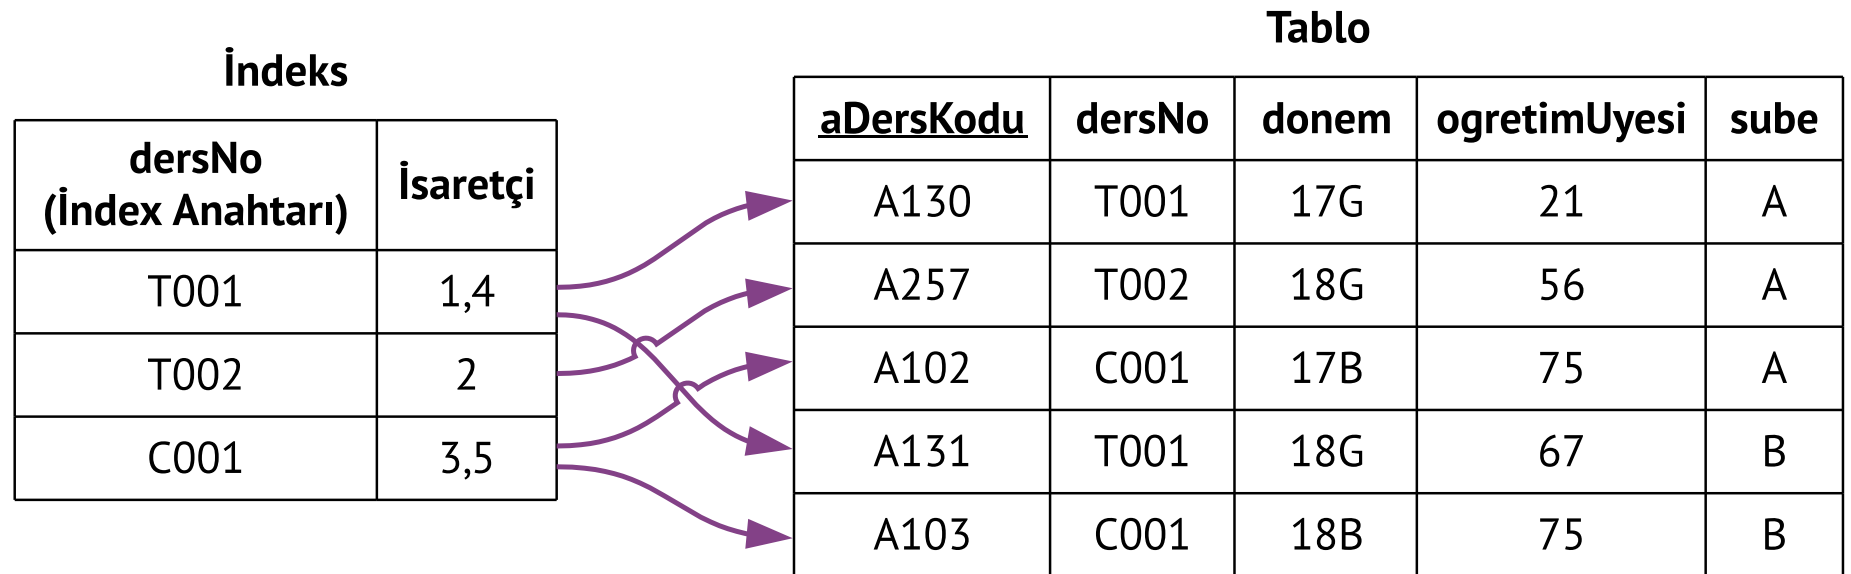 İndeks
dersNo
(İndex Anahtarı)
İsaretçi
T001 1,4
T002 2
C001 3,5
Tablo
aDersKodu dersNo donem ogretimUyesi sube
A130 T001 17G 21 A
A257 T002 18G 56 A
A102 C001 17B 75 A
A131 T001 18G 67 B
A103 C001 18B 75 B